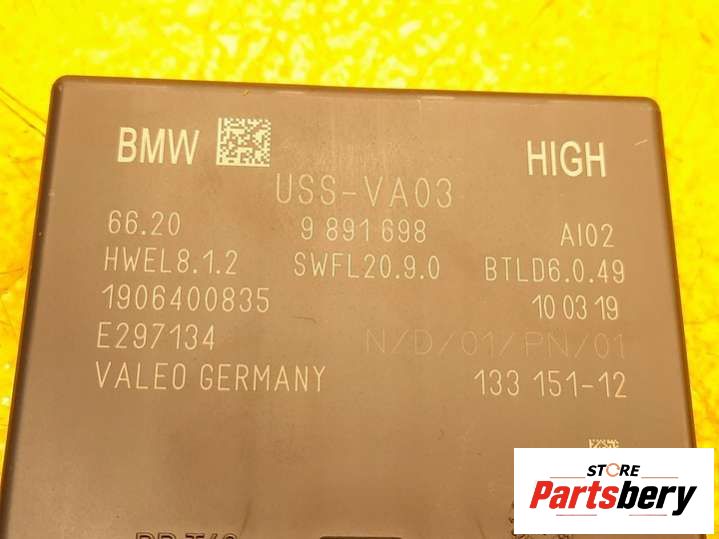 BMW HIGH
USS-VA03
66.20 9 891 698 AI02
HWEL8.1.2 SWFL20.9.0 BTLD6.0.49
1906400835 10 03 19
E297134 N/D/01/PN/01
VALEO GERMANY 133 151-12
STORE
Partsbery